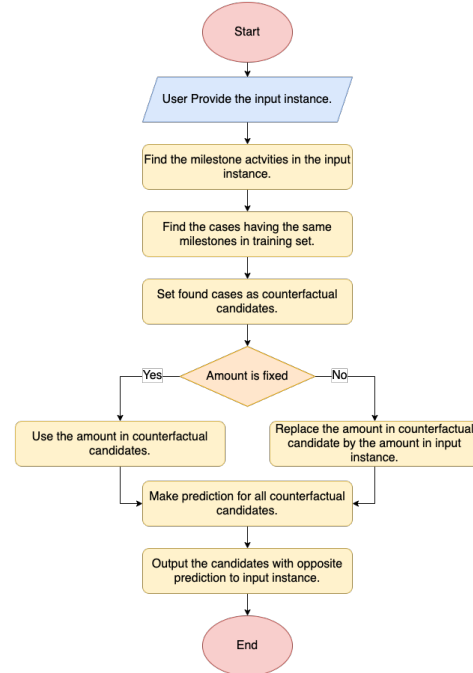 Start
User Provide the input instance.
Find the milestone actvities in the input
instance.
Find the cases having the same
milestones in training set.
Set found cases as counterfactual
candidates.
Amount is fixed
Yes
No
Use the amount in counterfactual
candidates.
Replace the amount in counterfactual
candidate by the amount in input
instance.
Make prediction for all counterfactual
candidates.
Output the candidates with opposite
prediction to input instance.
End